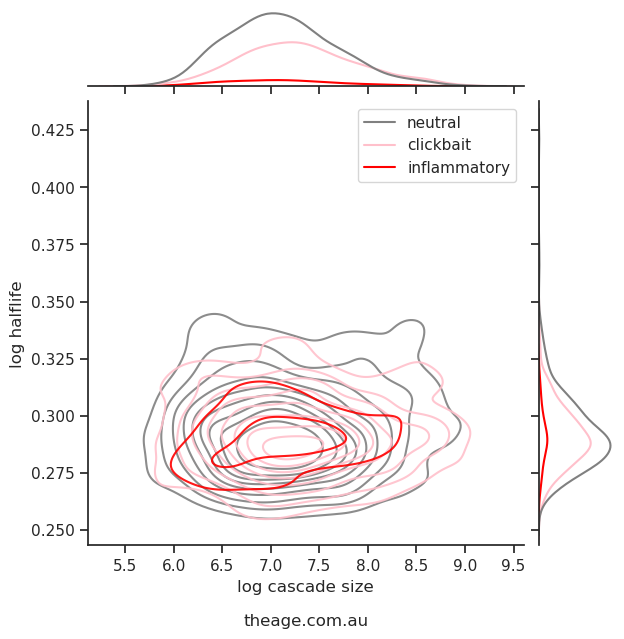 neutral
clickbait
inflammatory
0.425
0.400
0.375
0.350
0.325
0.300
0.275
0.250
log halflife
5.5 6.0 6.5 7.0 7.5 8.0 8.5 9.0 9.5
log cascade size
theage.com.au